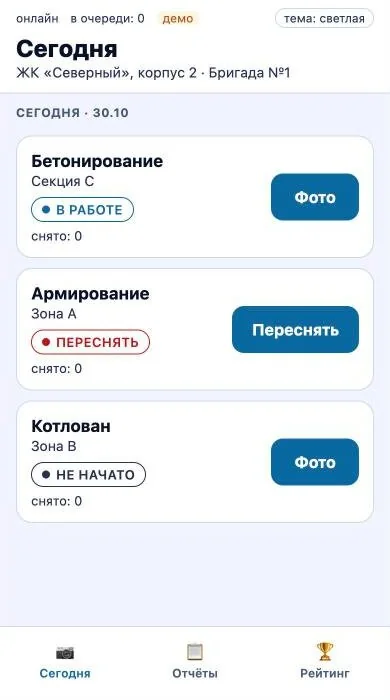 онлайн в очереди: 0 демо тема: светлая
Сегодня
ЖК «Северный», корпус 2 · Бригада №1
СЕГОДНЯ · 30.10
Бетонирование
Секция С
В РАБОТЕ
снято: 0
Фото
Армирование
Зона А
ПЕРЕСНЯТЬ
снято: 0
Переснять
Котлован
Зона В
НЕ НАЧАТО
снято: 0
Фото
Сегодня Отчёты Рейтинг